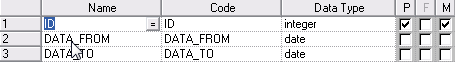 Name Code Data Type P F M
1 ID = ID integer
2 DATA_FROM DATA_FROM date
3 DATA_TO DATA_TO date